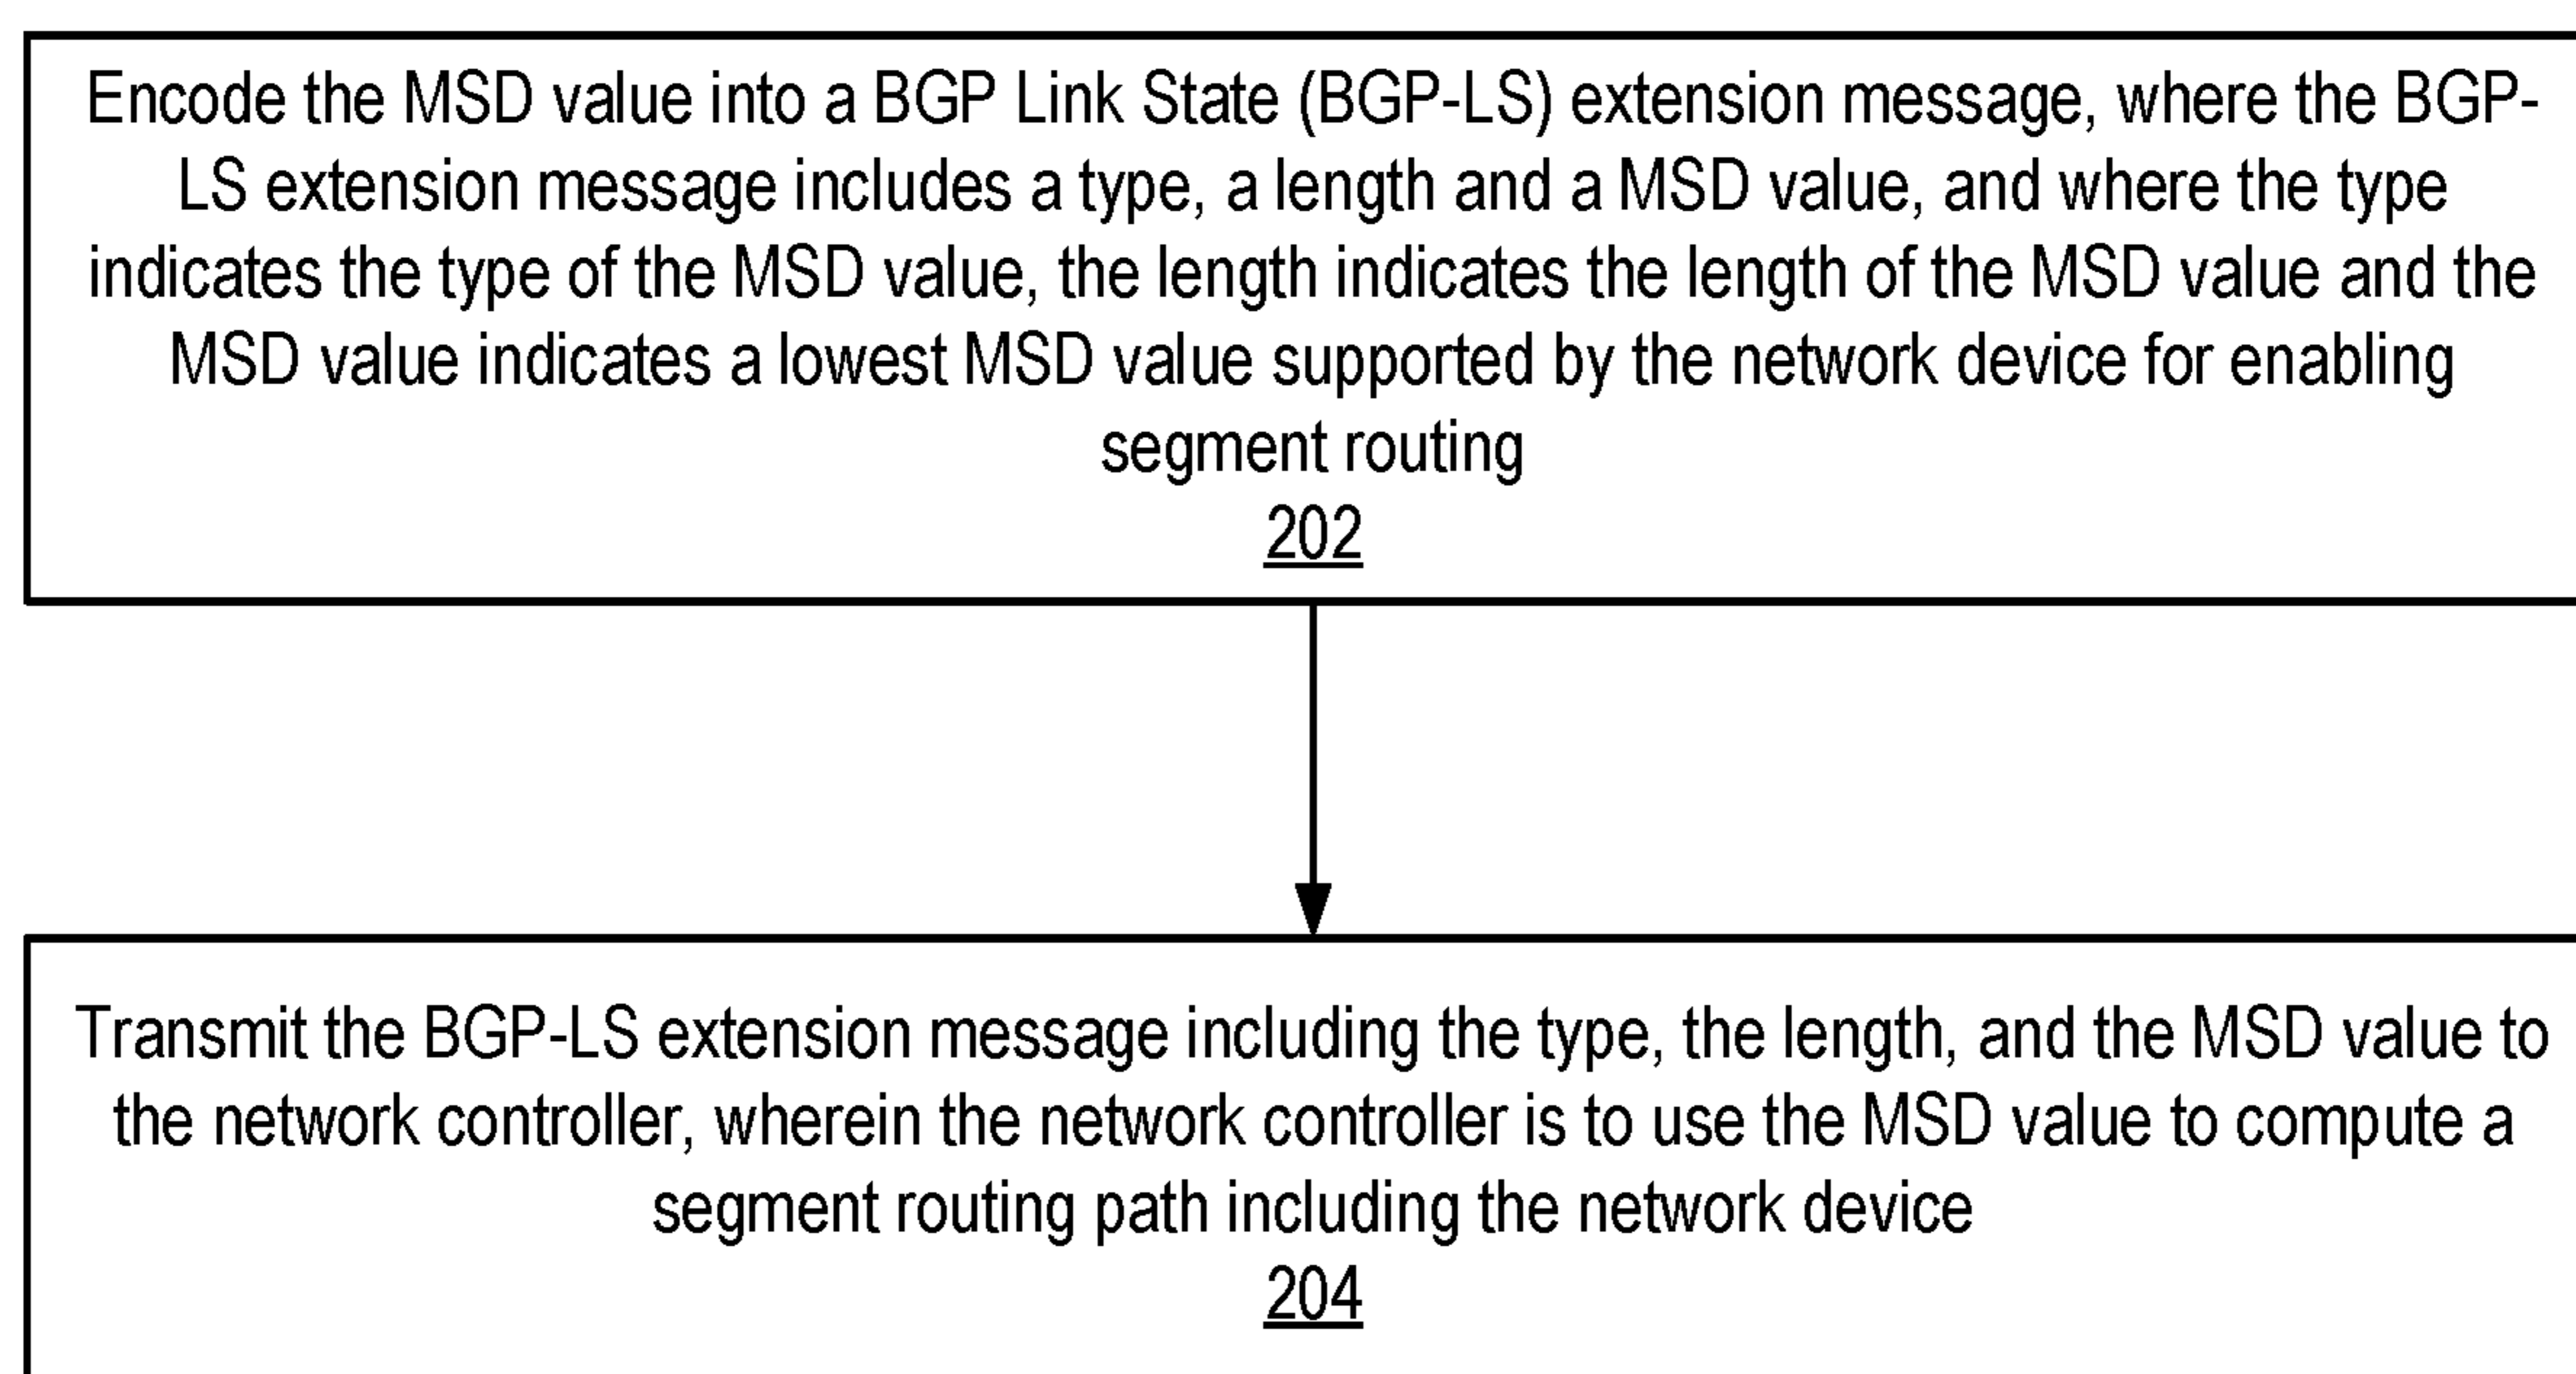 Encode the MSD value into a BGP Link State (BGP-LS) extension message, where the BGP-
LS extension message includes a type, a length and a MSD value, and where the type
indicates the type of the MSD value, the length indicates the length of the MSD value and the
MSD value indicates a lowest MSD value supported by the network device for enabling
segment routing
202
Transmit the BGP-LS extension message including the type, the length, and the MSD value to
the network controller, wherein the network controller is to use the MSD value to compute a
segment routing path including the network device
204